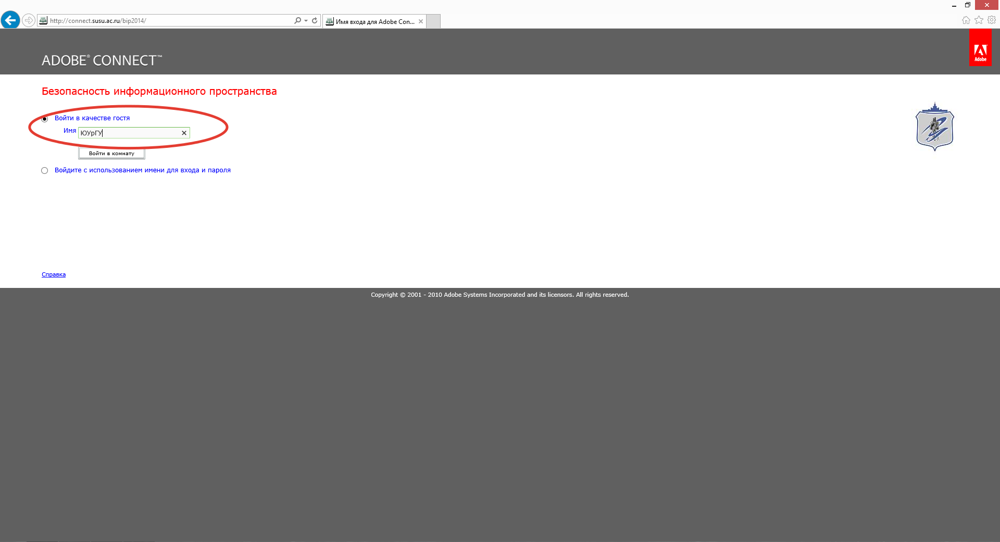 http://connect.susu.ac.ru/bip2014/
Имя входа для Adobe Con...
ADOBE® CONNECT™
Adobe
Безопасность информационного пространства
Войти в качестве гостя
Имя ЮУрГУ
Войти в комнату
Войдите с использованием имени для входа и пароля
Справка
Copyright © 2001 - 2010 Adobe Systems Incorporated and its licensors. All rights reserved.